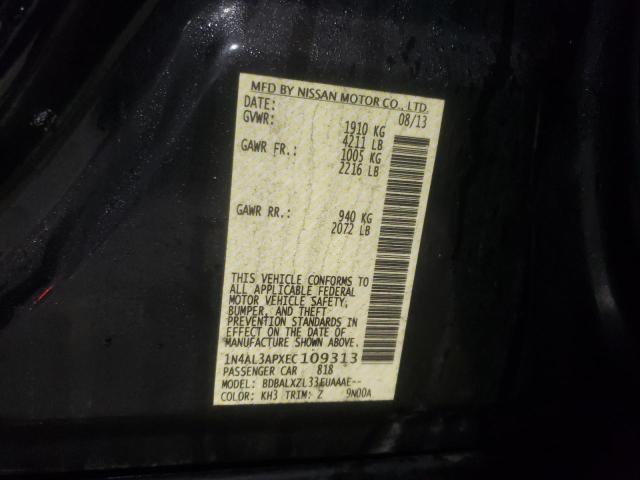 MFD BY NISSAN MOTOR CO., LTD.
DATE: 08/13
GVWR: 1910 KG
4211 LB
GAWR FR.: 1005 KG
2216 LB
GAWR RR.: 940 KG
2072 LB
THIS VEHICLE CONFORMS TO
ALL APPLICABLE FEDERAL
MOTOR VEHICLE SAFETY,
BUMPER, AND THEFT
PREVENTION STANDARDS IN
EFFECT ON THE DATE OF
MANUFACTURE SHOWN ABOVE.
1N4AL3APXEC109313
PASSENGER CAR 818
MODEL: BDBALXZL33EUAAAE--
COLOR: KH3 TRIM: Z 9N00A